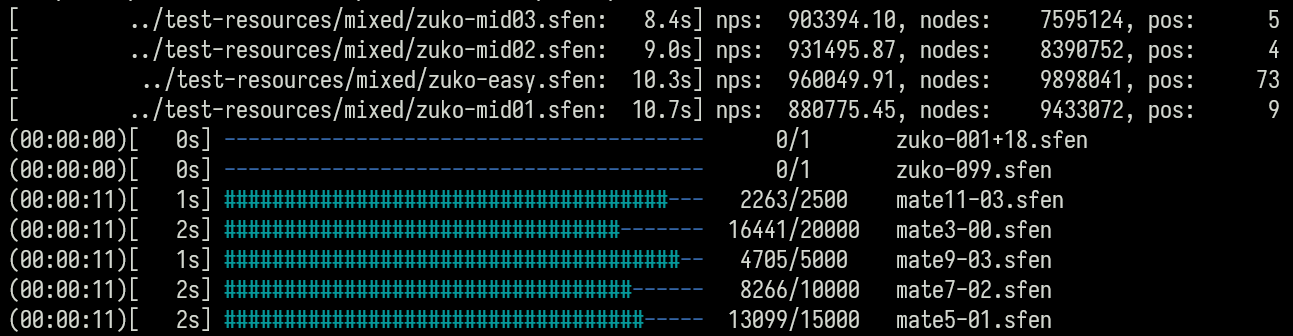 [         ../test-resources/mixed/zuko-mid03.sfen:   8.4s] nps:  903394.10, nodes:    7595124, pos:      5
[         ../test-resources/mixed/zuko-mid02.sfen:   9.0s] nps:  931495.87, nodes:    8390752, pos:      4
[          ../test-resources/mixed/zuko-easy.sfen:  10.3s] nps:  960049.91, nodes:    9898041, pos:     73
[         ../test-resources/mixed/zuko-mid01.sfen:  10.7s] nps:  880775.45, nodes:    9433072, pos:      9
(00:00:00)[   0s] ----------------------------------------      0/1       zuko-001+18.sfen
(00:00:00)[   0s] ----------------------------------------      0/1       zuko-099.sfen
(00:00:11)[   1s] #####################################---   2263/2500    mate11-03.sfen
(00:00:11)[   2s] #################################-------  16441/20000   mate3-00.sfen
(00:00:11)[   1s] ######################################--   4705/5000    mate9-03.sfen
(00:00:11)[   2s] ##################################------   8266/10000   mate7-02.sfen
(00:00:11)[   2s] ###################################-----  13099/15000   mate5-01.sfen